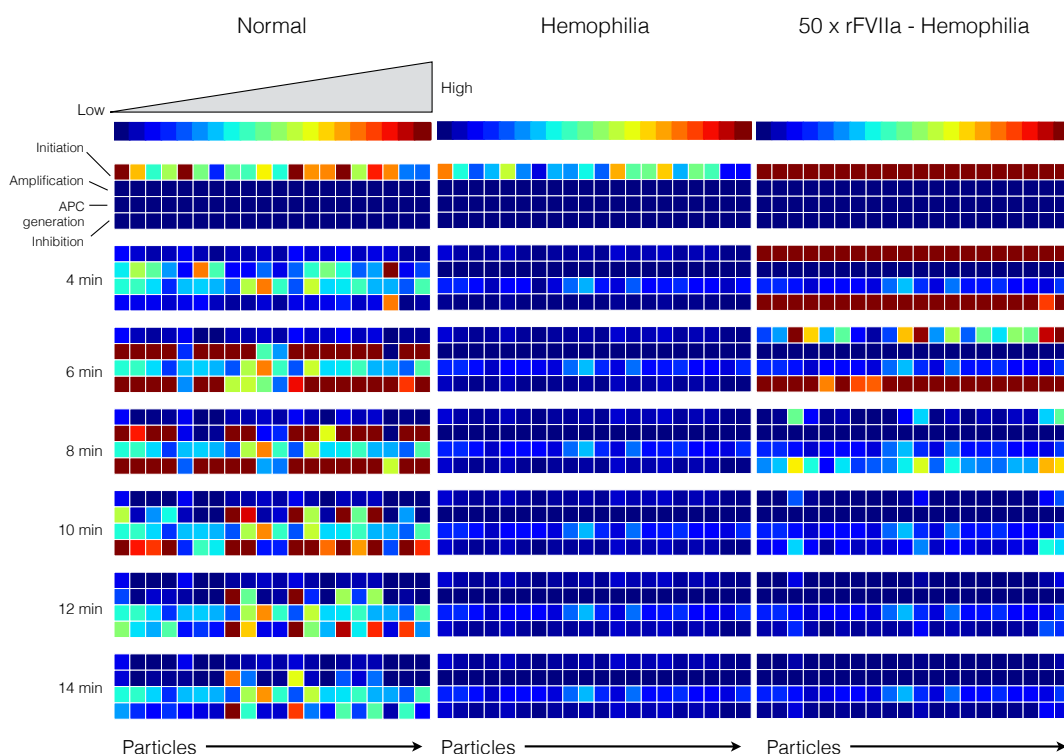 Normal
Hemophilia
50 x rFVIIa - Hemophilia
Low
High
Initiation
Amplification
APC
generation
Inhibition
4 min
6 min
8 min
10 min
12 min
14 min
Particles
Particles
Particles